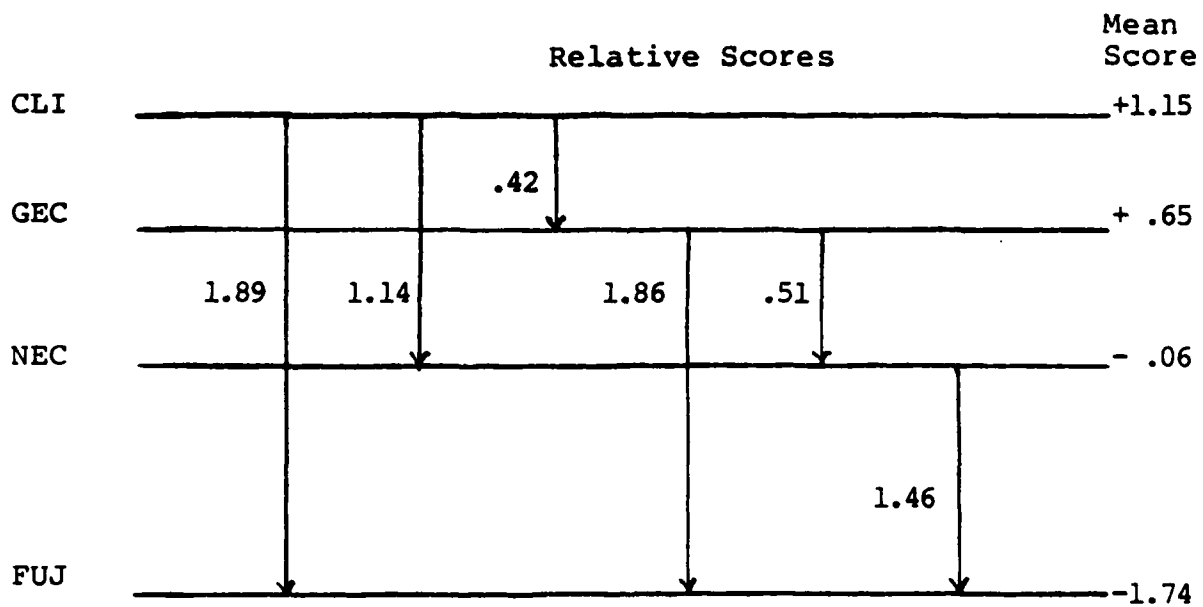 Mean
Relative Scores Score
CLI +1.15
.42
GEC + .65
1.89 1.14 1.86 .51
NEC - .06
1.46
FUJ -1.74